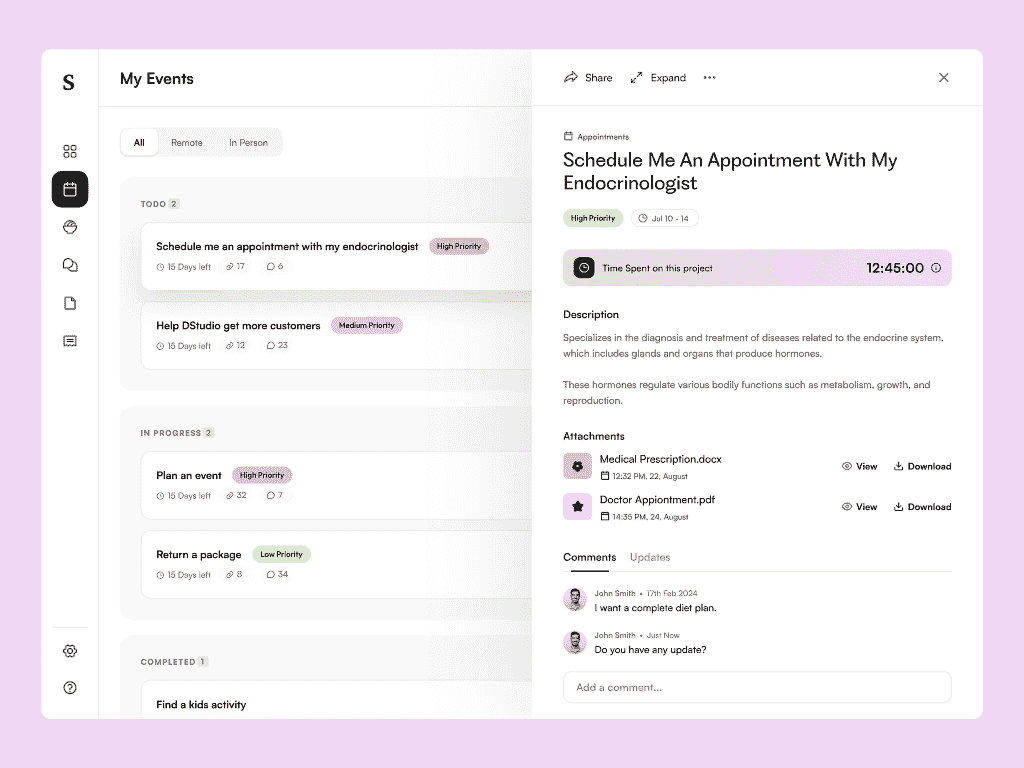 S
My Events
All
Remote
In Person
TODO 2
Schedule me an appointment with my endocrinologist High Priority
15 Days left 17 6
Help DStudio get more customers Medium Priority
15 Days left 12 23
IN PROGRESS 2
Plan an event High Priority
15 Days left 32 7
Return a package Low Priority
15 Days left 8 34
COMPLETED 1
Find a kids activity
Share Expand
Appointments
Schedule Me An Appointment With My
Endocrinologist
High Priority Jul 10 - 14
Time Spent on this project 12:45:00
Description
Specializes in the diagnosis and treatment of diseases related to the endocrine system,
which includes glands and organs that produce hormones.
These hormones regulate various bodily functions such as metabolism, growth, and
reproduction.
Attachments
Medical Prescription.docx
12:32 PM, 22, August
View Download
Doctor Appiontment.pdf
14:35 PM, 24, August
View Download
Comments Updates
John Smith • 17th Feb 2024
I want a complete diet plan.
John Smith • Just Now
Do you have any update?
Add a comment...